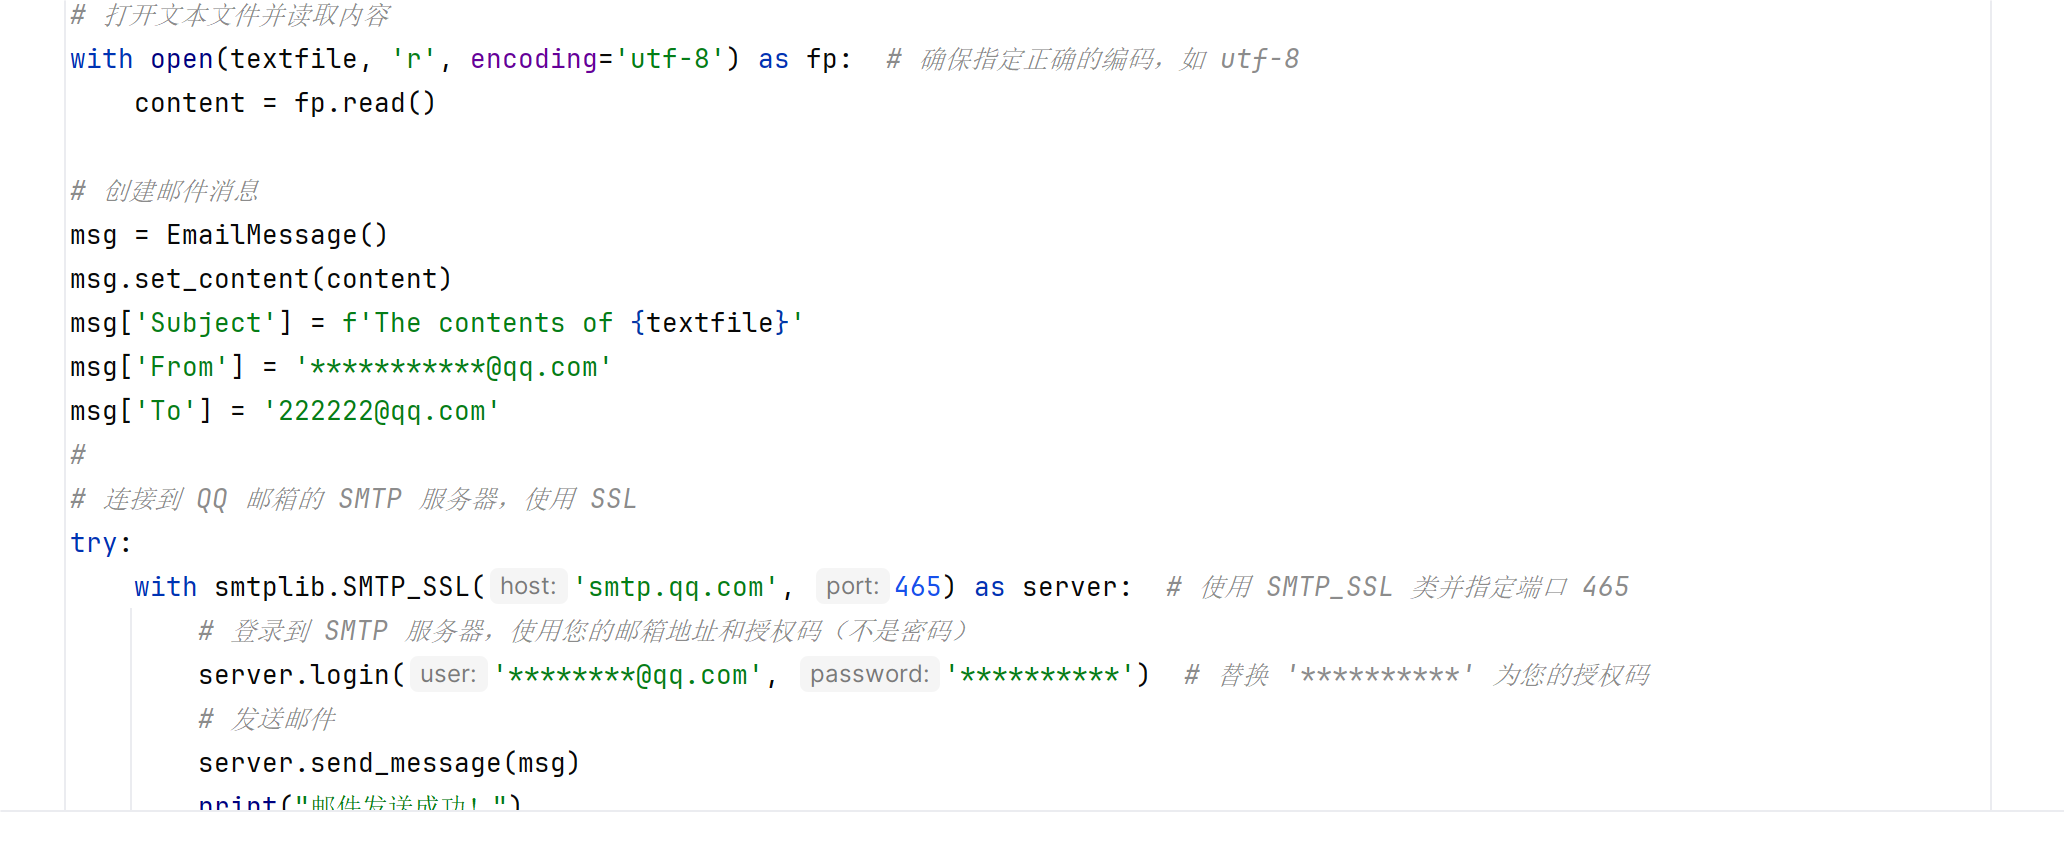 # 打开文本文件并读取内容
with open(textfile, 'r', encoding='utf-8') as fp:  # 确保指定正确的编码，如 utf-8
    content = fp.read()
# 创建邮件消息
msg = EmailMessage()
msg.set_content(content)
msg['Subject'] = f'The contents of {textfile}'
msg['From'] = '***********@qq.com'
msg['To'] = '222222@qq.com'
#
# 连接到 QQ 邮箱的 SMTP 服务器，使用 SSL
try:
    with smtplib.SMTP_SSL( host: 'smtp.qq.com',  port: 465) as server:  # 使用 SMTP_SSL 类并指定端口 465
        # 登录到 SMTP 服务器，使用您的邮箱地址和授权码（不是密码）
        server.login( user: '********@qq.com',  password: '**********')  # 替换 '**********' 为您的授权码
        # 发送邮件
        server.send_message(msg)
        print("邮件发送成功！")